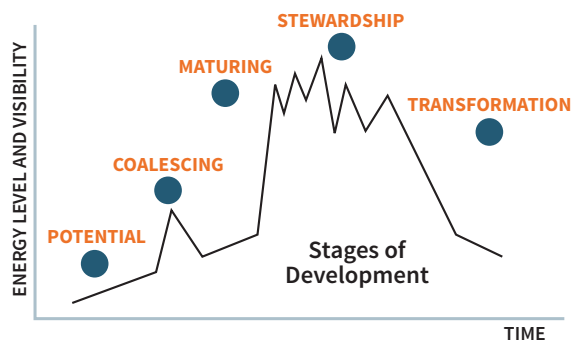 STEWARDSHIP
MATURING
TRANSFORMATION
COALESCING
POTENTIAL
ENERGY LEVEL AND VISIBILITY
Stages of
Development
TIME